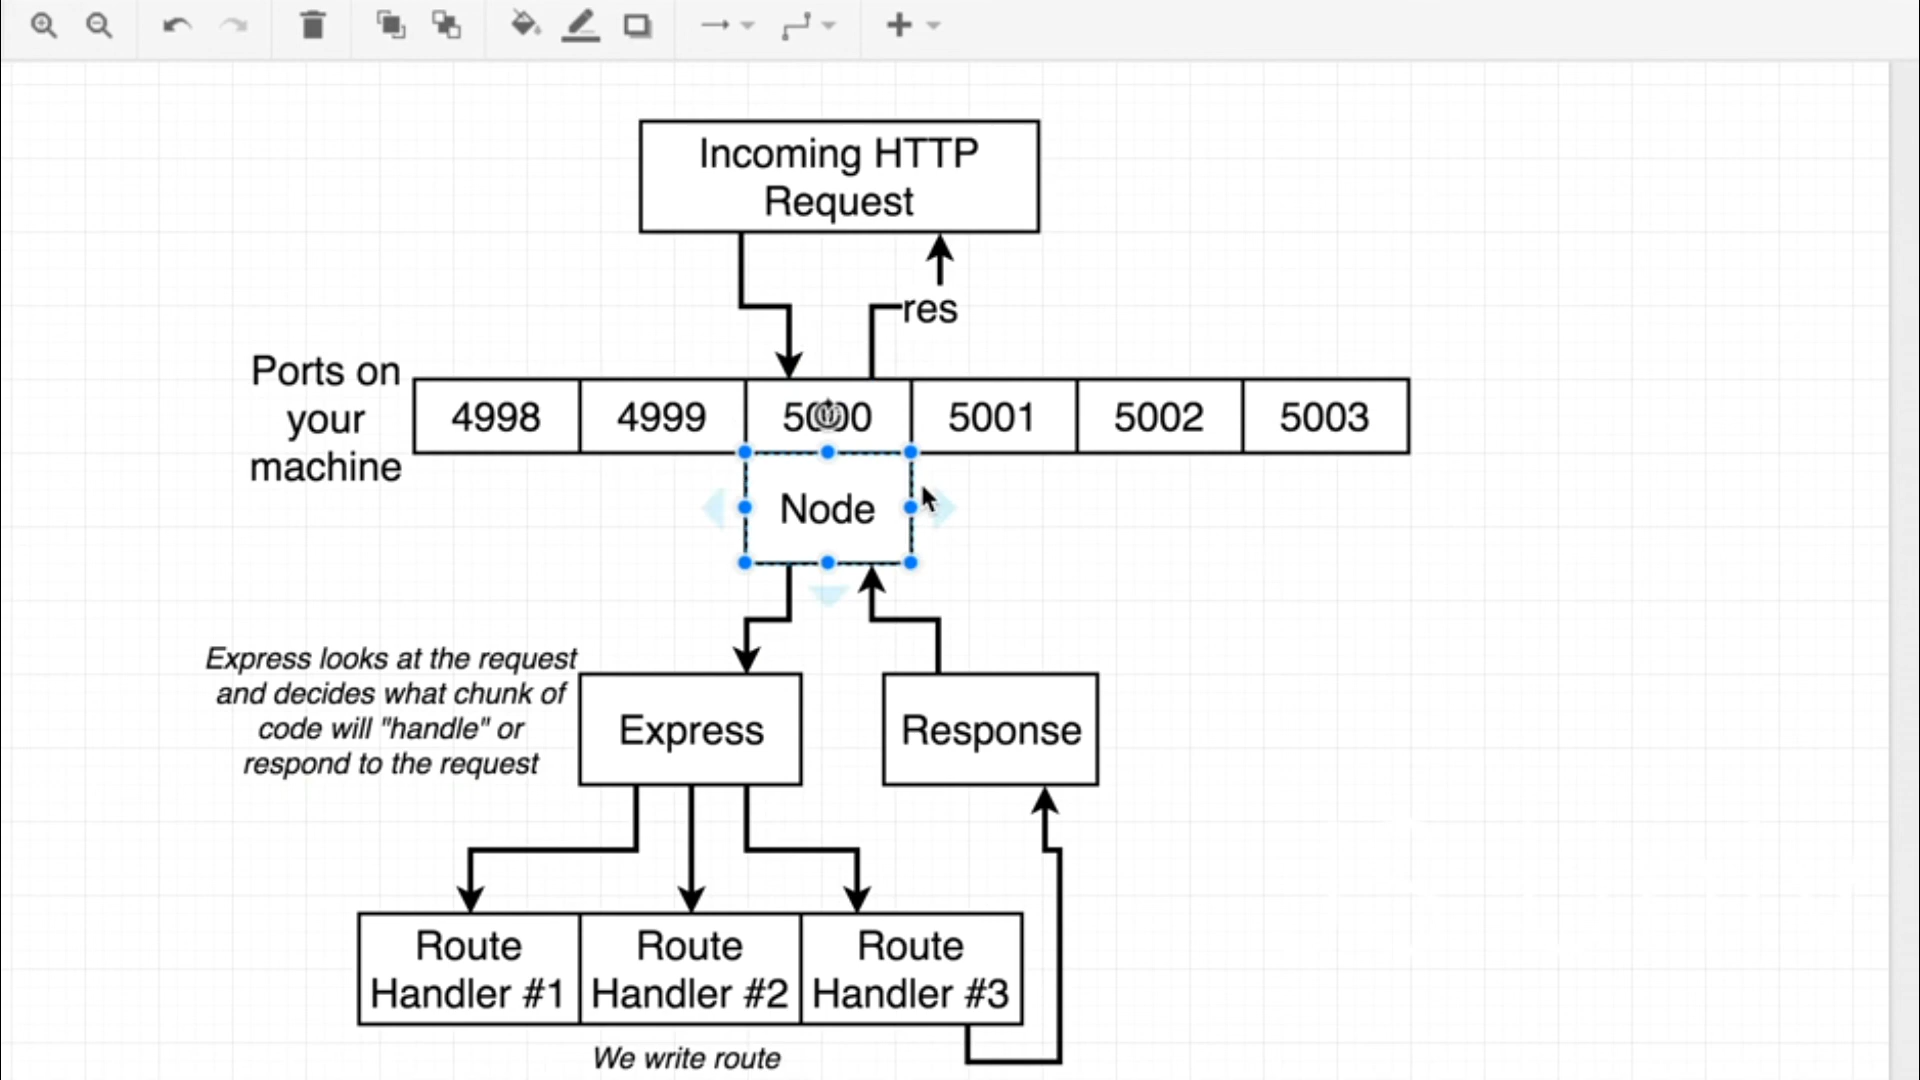 Incoming HTTP
Request
res
Ports on
your
machine
4998
4999
5000
5001
5002
5003
Node
Express looks at the request
and decides what chunk of
code will "handle" or
respond to the request
Express
Response
Route
Handler #1
Route
Handler #2
Route
Handler #3
We write route